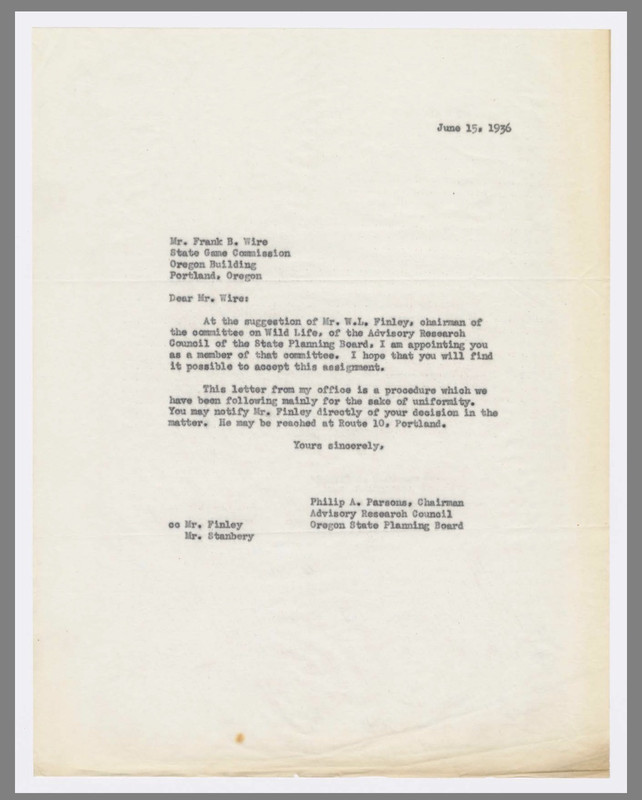 June 15, 1936
Mr. Frank B. Wire
State Game Commission
Oregon Building
Portland, Oregon
Dear Mr. Wire:
At the suggestion of Mr. W.L. Finley, chairman of
the committee on Wild Life, of the Advisory Research
Council of the State Planning Board, I am appointing you
as a member of that committee. I hope that you will find
it possible to accept this assignment.
This letter from my office is a procedure which we
have been following mainly for the sake of uniformity.
You may notify Mr. Finley directly of your decision in the
matter. He may be reached at Route 10, Portland.
Yours sincerely,
Philip A. Parsons, Chairman
Advisory Research Council
Oregon State Planning Board
cc Mr. Finley
Mr. Stanbery